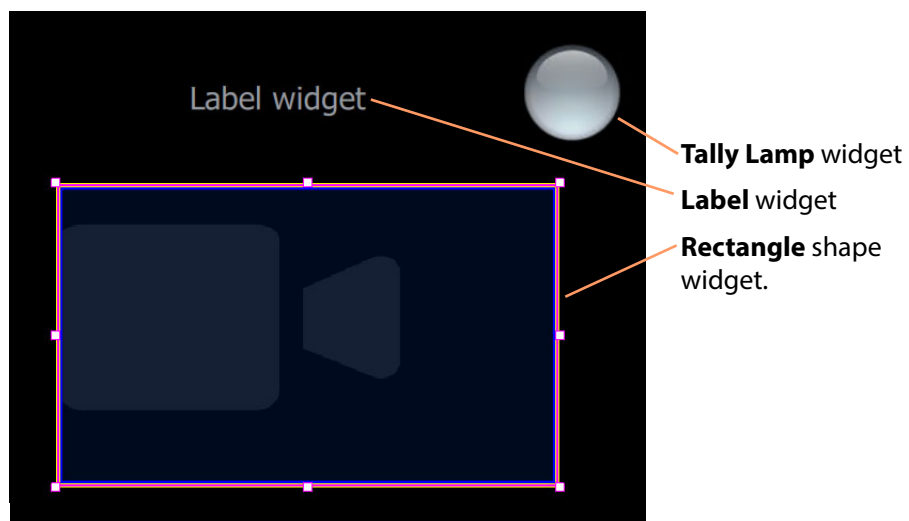 Label widget
Tally Lamp widget
Label widget
Rectangle shape
widget.